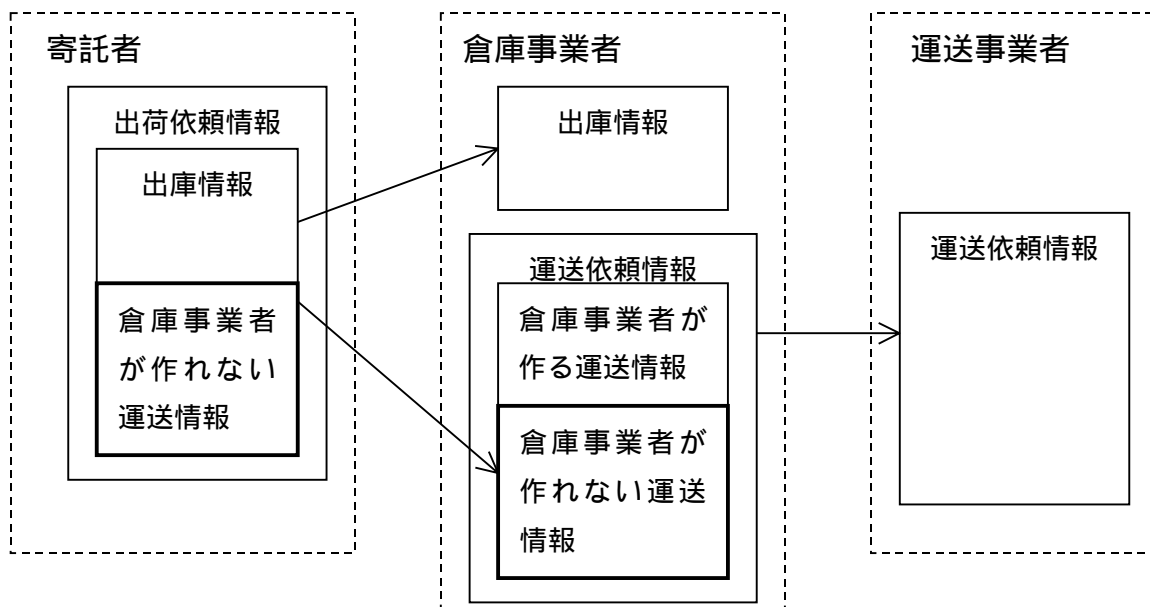 寄託者
出荷依頼情報
出庫情報
倉庫事業者
が作れない
運送情報
倉庫事業者
出庫情報
運送依頼情報
倉庫事業者が
作る運送情報
倉庫事業者が
作れない運送
情報
運送事業者
運送依頼情報